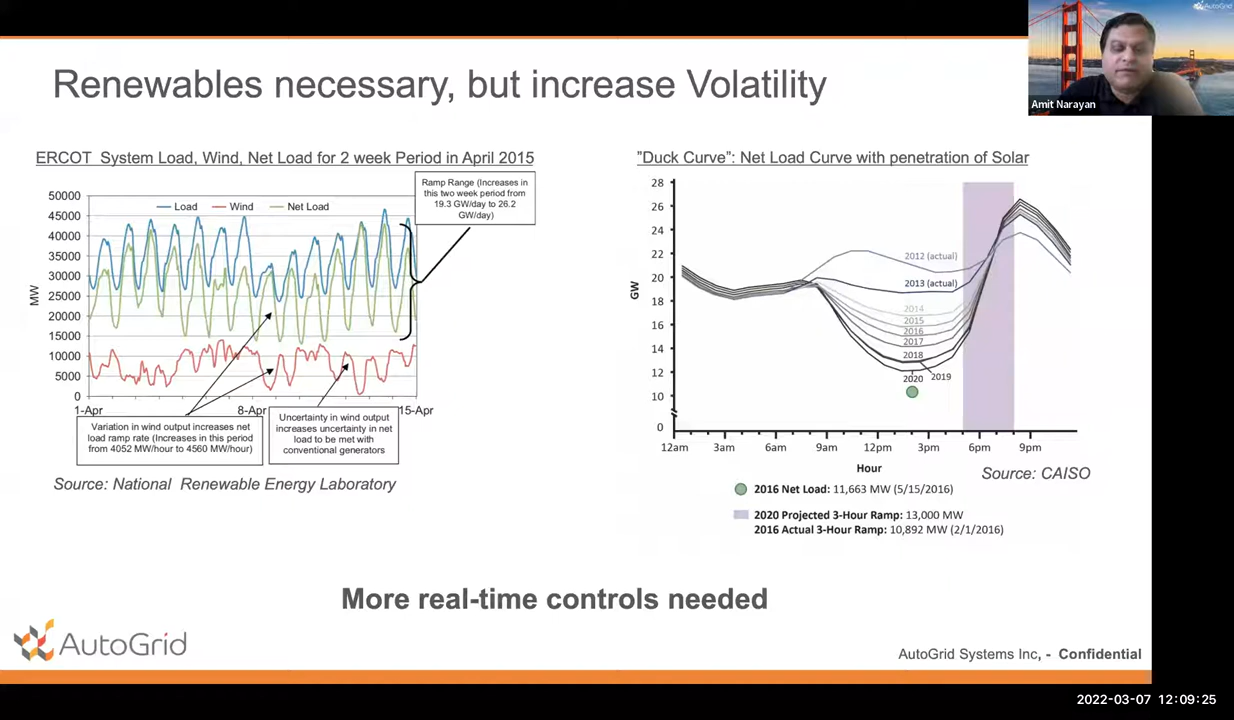 AutoGrid
Amit Narayan
Renewables necessary, but increase Volatility
ERCOT System Load, Wind, Net Load for 2 week Period in April 2015
Ramp Range (Increases in
this two week period from
19.3 GW/day to 26.2
GW/day)
Load
Wind
Net Load
50000
45000
40000
35000
30000
25000
20000
15000
10000
5000
0
MW
1-Apr
8-Apr
15-Apr
Variation in wind output increases net
load ramp rate (Increases in this period
from 4052 MW/hour to 4560 MW/hour)
Uncertainty in wind output
increases uncertainty in net
load to be met with
conventional generators
Source: National Renewable Energy Laboratory
"Duck Curve": Net Load Curve with penetration of Solar
28
26
24
22
20
18
16
14
12
10
0
GW
2012 (actual)
2013 (actual)
2014
2015
2016
2017
2018
2019
2020
12am
3am
6am
9am
12pm
3pm
6pm
9pm
Hour
Source: CAISO
2016 Net Load: 11,663 MW (5/15/2016)
2020 Projected 3-Hour Ramp: 13,000 MW
2016 Actual 3-Hour Ramp: 10,892 MW (2/1/2016)
More real-time controls needed
AutoGrid
AutoGrid Systems Inc, - Confidential
2022-03-07 12:09:25